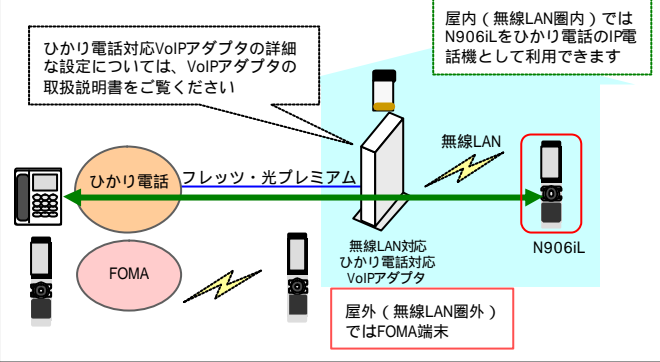 屋内（無線LAN圏内）では
N906iLをひかり電話のIP電
話機として利用できます
ひかり電話対応VoIPアダプタの詳細
な設定については、VoIPアダプタの
取扱説明書をご覧ください
無線LAN
ひかり電話
フレッツ・光プレミアム
N906iL
無線LAN対応
ひかり電話対応
VoIPアダプタ
FOMA
屋外（無線LAN圏外）
ではFOMA端末